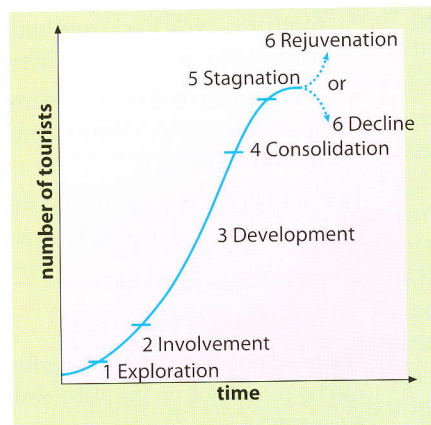 6 Rejuvenation
5 Stagnation
or
6 Decline
4 Consolidation
3 Development
2 Involvement
1 Exploration
number of tourists
time